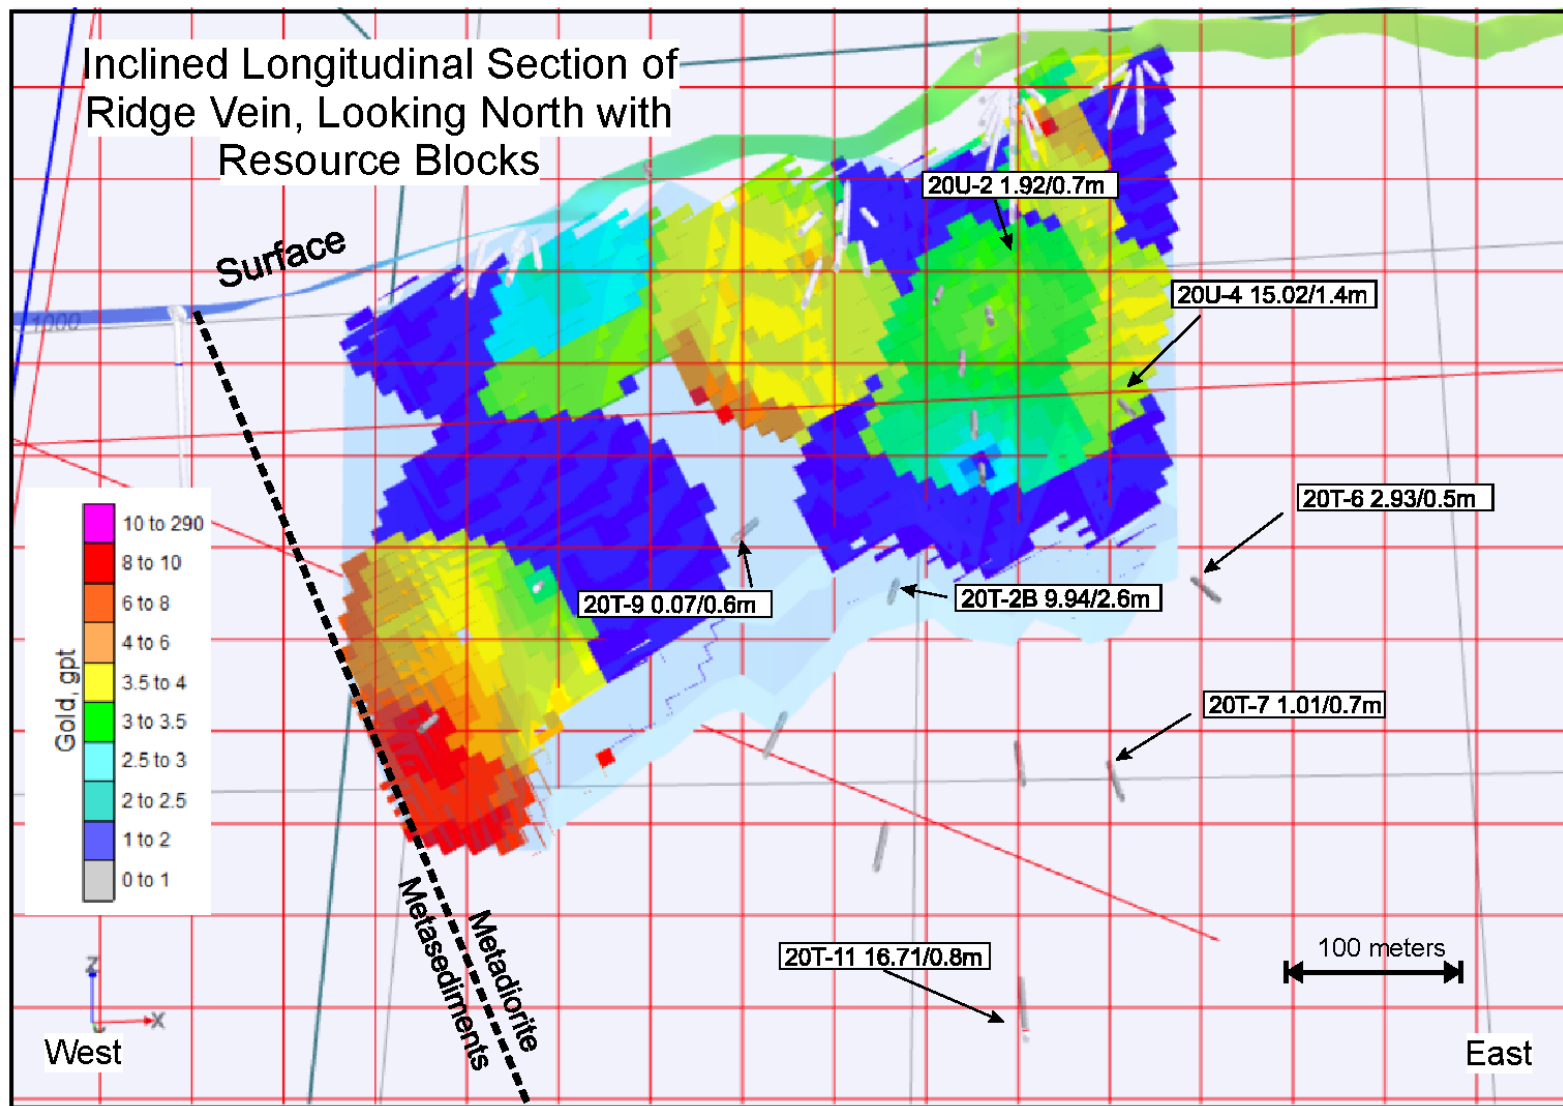 Inclined Longitudinal Section of
Ridge Vein, Looking North with
Resource Blocks
Surface
1000
20U-2 1.92/0.7m
20U-4 15.02/1.4m
20T-6 2.93/0.5m
20T-9 0.07/0.6m
20T-2B 9.94/2.6m
20T-7 1.01/0.7m
20T-11 16.71/0.8m
Gold, gpt
10 to 290
8 to 10
6 to 8
4 to 6
3.5 to 4
3 to 3.5
2.5 to 3
2 to 2.5
1 to 2
0 to 1
Metasediments
Metadiorite
100 meters
Z
X
West
East